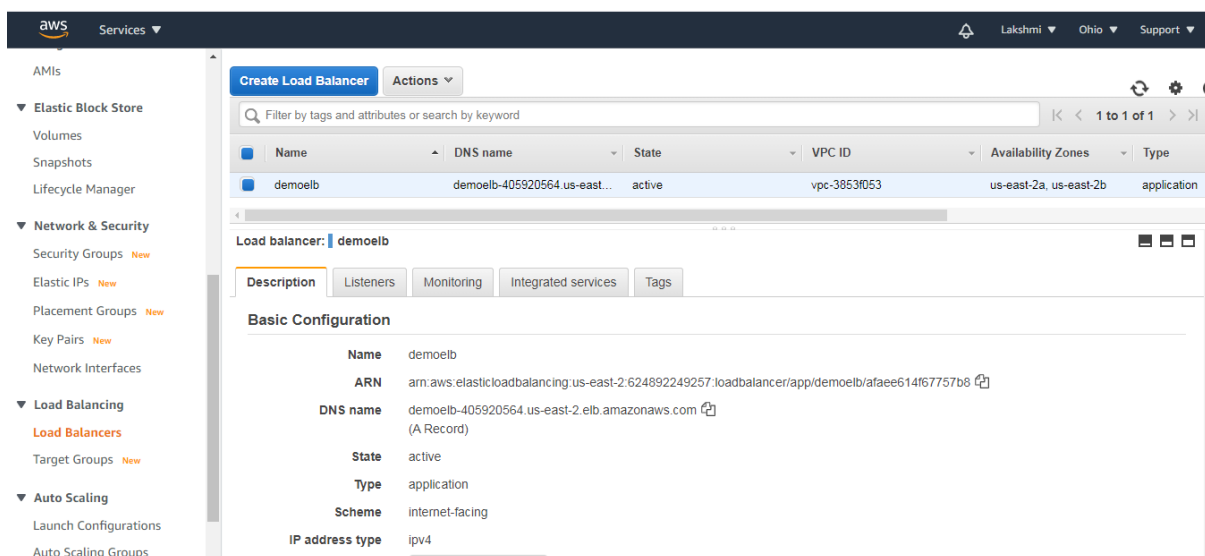 aws Services Lakshmi Ohio Support
AMIs
Elastic Block Store
Volumes
Snapshots
Lifecycle Manager
Network & Security
Security Groups New
Elastic IPs New
Placement Groups New
Key Pairs New
Network Interfaces
Load Balancing
Load Balancers
Target Groups New
Auto Scaling
Launch Configurations
Auto Scaling Groups
Create Load Balancer Actions
Filter by tags and attributes or search by keyword 1 to 1 of 1
Name DNS name State VPC ID Availability Zones Type
demoelb demoelb-405920564.us-east... active vpc-3853f053 us-east-2a, us-east-2b application
Load balancer: demoelb
Description Listeners Monitoring Integrated services Tags
Basic Configuration
Name demoelb
ARN arn:aws:elasticloadbalancing:us-east-2:624892249257:loadbalancer/app/demoelb/afaee614f67757b8
DNS name demoelb-405920564.us-east-2.elb.amazonaws.com
(A Record)
State active
Type application
Scheme internet-facing
IP address type ipv4